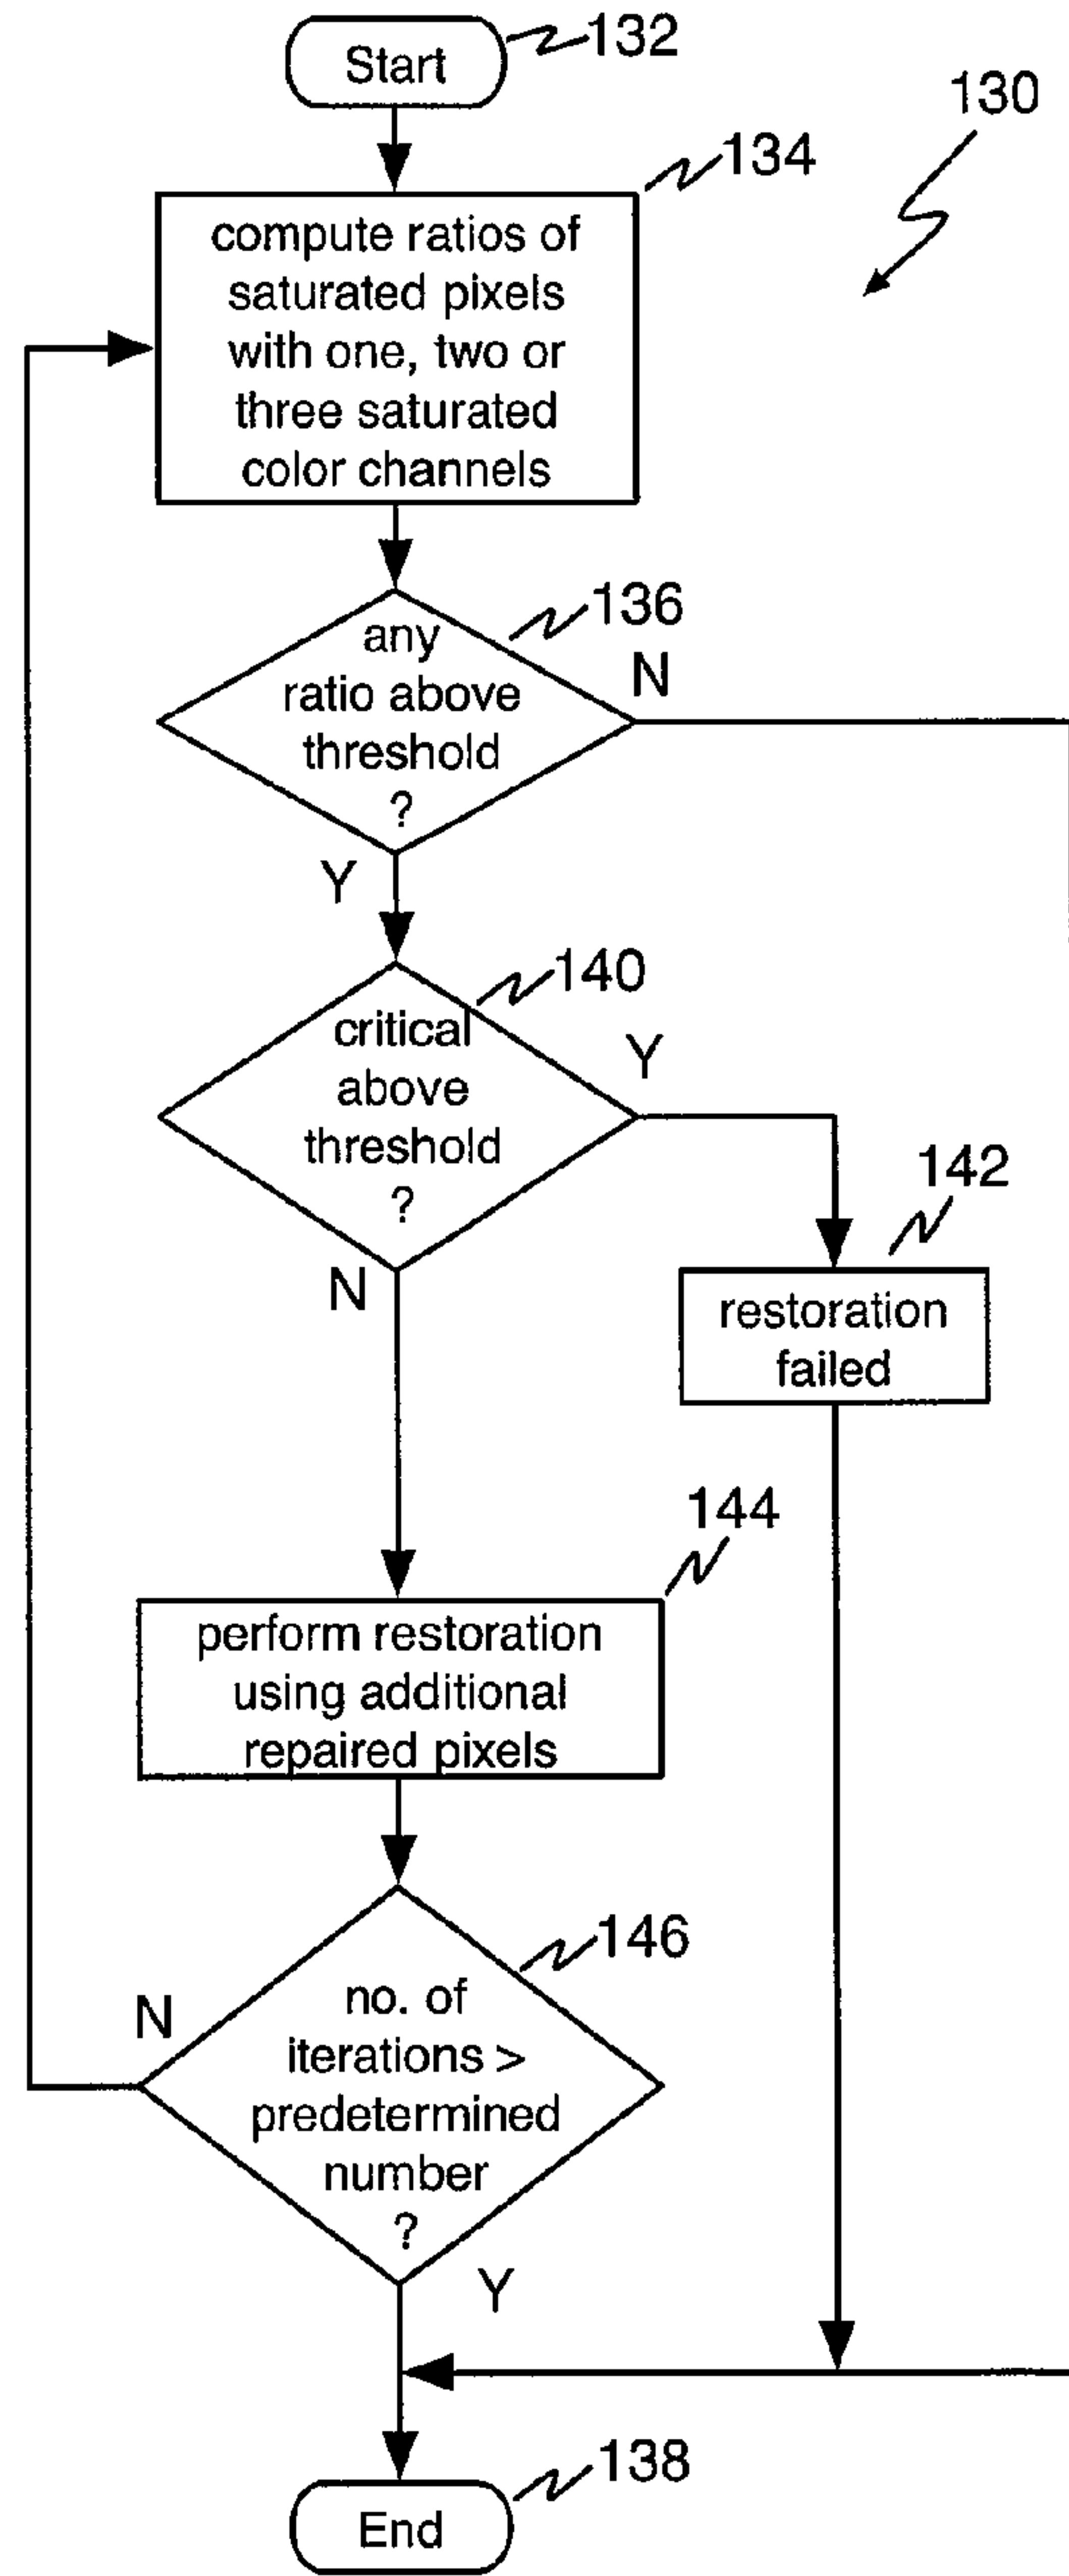 Start
132
130
134
compute ratios of
saturated pixels
with one, two or
three saturated
color channels
136
any
ratio above
threshold
?
N
Y
140
critical
above
threshold
?
Y
N
142
restoration
failed
144
perform restoration
using additional
repaired pixels
146
no. of
iterations >
predetermined
number
?
N
Y
138
End